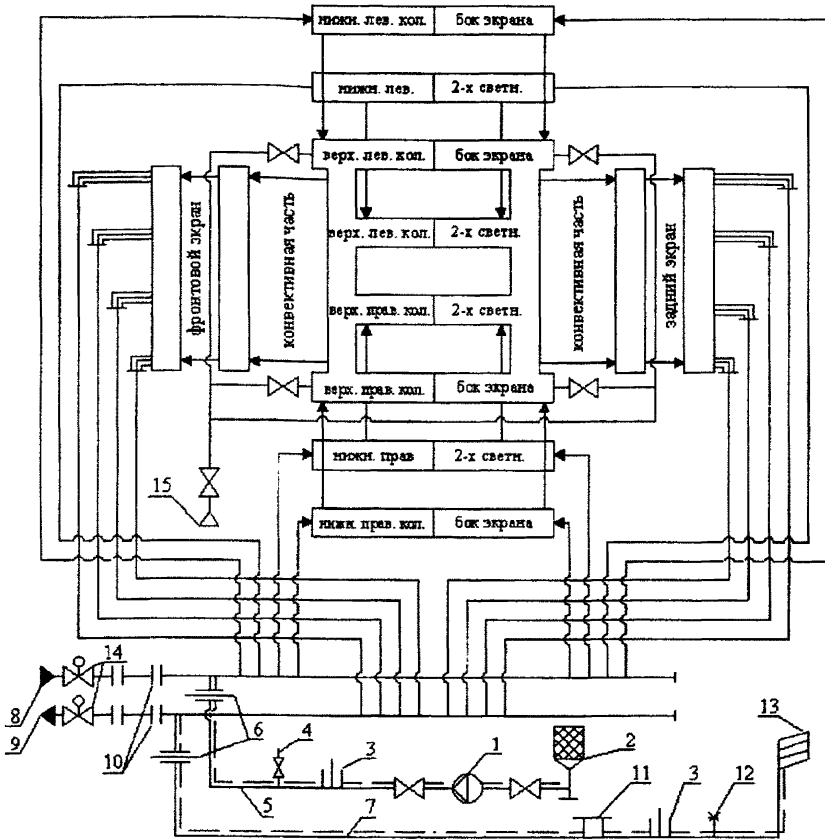 нижн. лев. кол. бок экрана
нижн. лев. 2-х светн.
верх. лев. кол. бок экрана
фронтовой экран
конвективная часть
верх. лев. кол. 2-х светн.
верх. прав. кол. 2-х светн.
конвективная часть
задний экран
верх. прав. кол. бок экрана
нижн. прав 2-х светн.
15
нижн. прав. кол. бок экрана
14
8
9
10
6
4
3
1
2
13
5
7
11
3
12